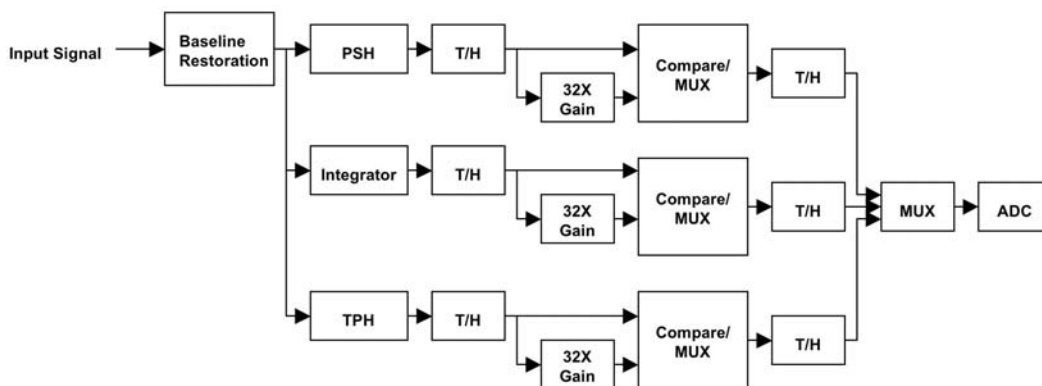 Input Signal
Baseline
Restoration
PSH
T/H
32X
Gain
Compare/
MUX
T/H
Integrator
T/H
32X
Gain
Compare/
MUX
T/H
MUX
ADC
TPH
T/H
32X
Gain
Compare/
MUX
T/H